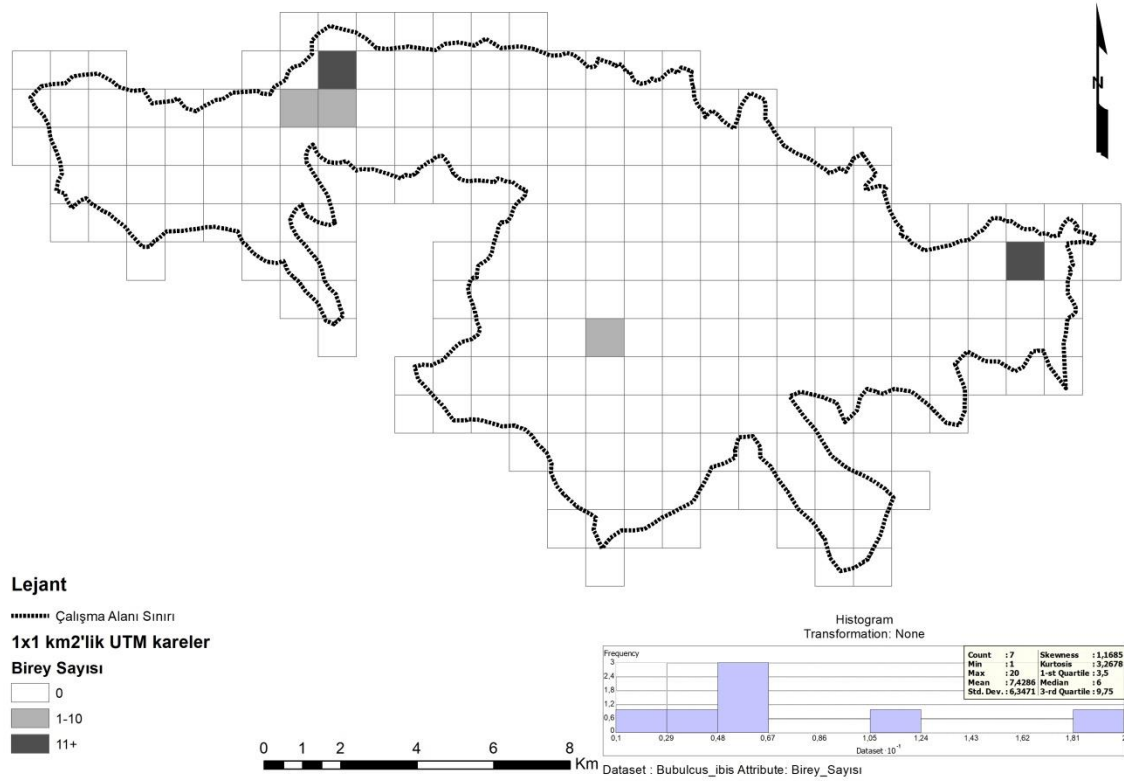 N
Lejant
Çalışma Alanı Sınırı
1x1 km2'lik UTM kareler
Birey Sayısı
0
1-10
11+
0 1 2 4 6 8
Km
Histogram
Transformation: None
Frequency
3
2,4
1,8
1,2
0,6
0
0,1 0,29 0,48 0,67 0,86 1,05 1,24 1,43 1,62 1,81 2
Dataset · 10⁻¹
Count : 7 Skewness : 1,1685
Min : 1 Kurtosis : 3,2678
Max : 20 1-st Quartile : 3,5
Mean : 7,4286 Median : 6
Std. Dev. : 6,3471 3-rd Quartile : 9,75
Dataset : Bubulcus_ibis Attribute: Birey_Sayısı